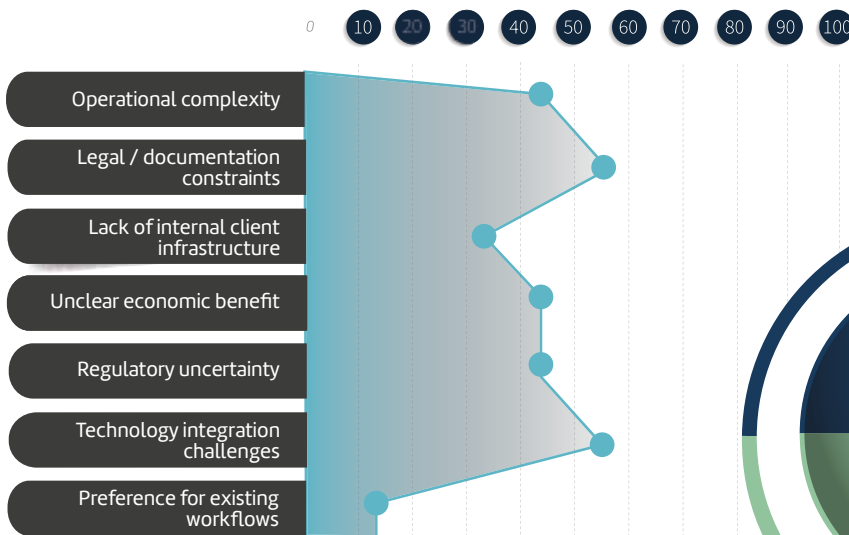 0 10 20 30 40 50 60 70 80 90 100
Operational complexity
Legal / documentation
constraints
Lack of internal client
infrastructure
Unclear economic benefit
Regulatory uncertainty
Technology integration
challenges
Preference for existing
workflows